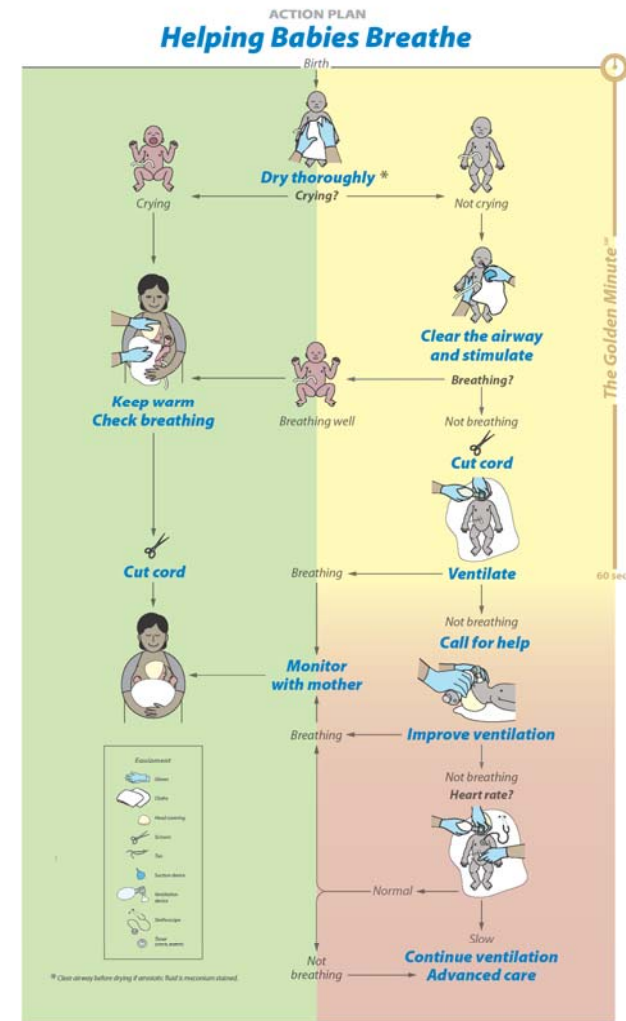 ACTION PLAN
Helping Babies Breathe
Birth
Dry thoroughly *
Crying?
Crying
Not crying
The Golden Minute℠
Clear the airway
and stimulate
Breathing?
Keep warm
Check breathing
Breathing well
Not breathing
Cut cord
Cut cord
Breathing
Ventilate
60 sec
Not breathing
Call for help
Monitor
with mother
Breathing
Improve ventilation
Not breathing
Heart rate?
Equipment
Gloves
Cloths
Head covering
Scissors
Ties
Suction device
Ventilation
device
Stethoscope
Timer
Normal
Slow
Not
breathing
Continue ventilation
Advanced care
* Clear airway before drying if amniotic fluid is meconium stained.